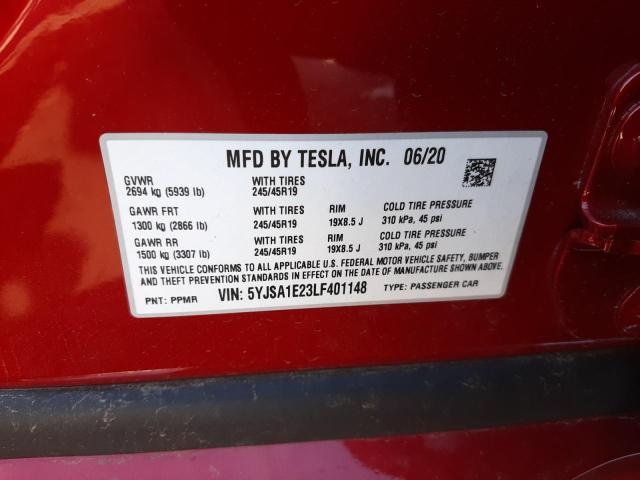 MFD BY TESLA, INC. 06/20
GVWR WITH TIRES
2694 kg (5939 lb) 245/45R19
GAWR FRT WITH TIRES RIM COLD TIRE PRESSURE
1300 kg (2866 lb) 245/45R19 19X8.5 J 310 kPa, 45 psi
GAWR RR WITH TIRES RIM COLD TIRE PRESSURE
1500 kg (3307 lb) 245/45R19 19X8.5 J 310 kPa, 45 psi
THIS VEHICLE CONFORMS TO ALL APPLICABLE U.S. FEDERAL MOTOR VEHICLE SAFETY, BUMPER
AND THEFT PREVENTION STANDARDS IN EFFECT ON THE DATE OF MANUFACTURE SHOWN ABOVE.
PNT: PPMR VIN: 5YJSA1E23LF401148 TYPE: PASSENGER CAR